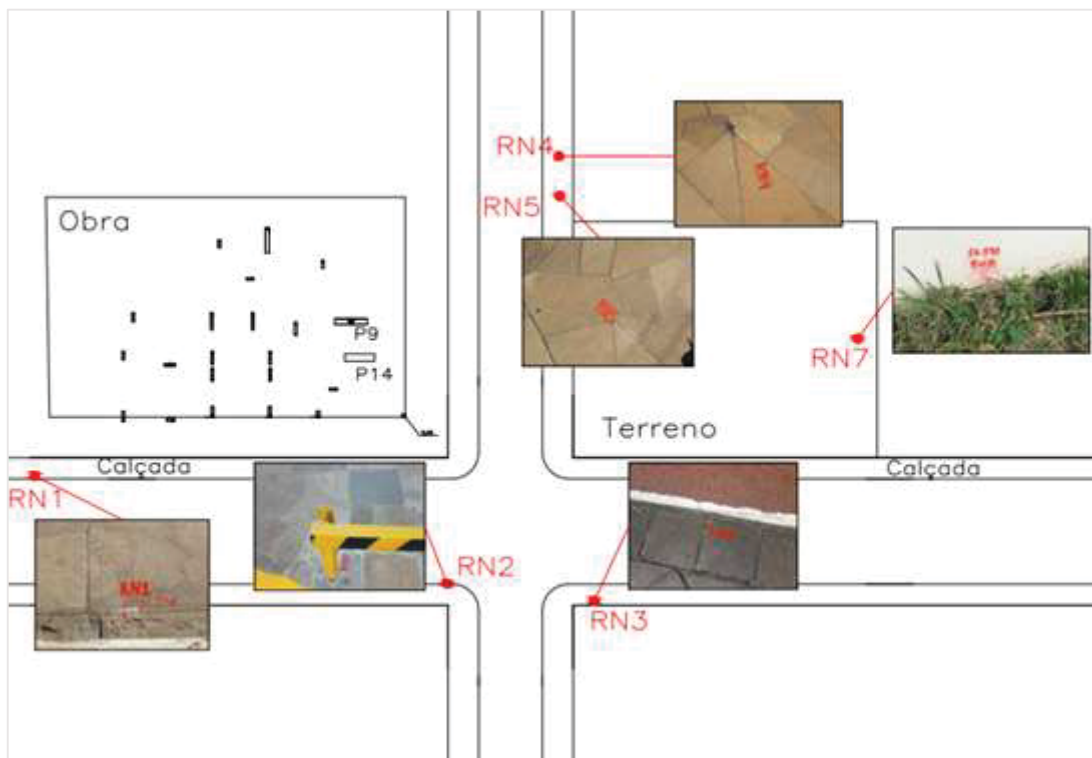 RN4
Obra
RN5
P9
RN7
P14
Terreno
Calçada
Calçada
RN1
RN2
RN1
RN3